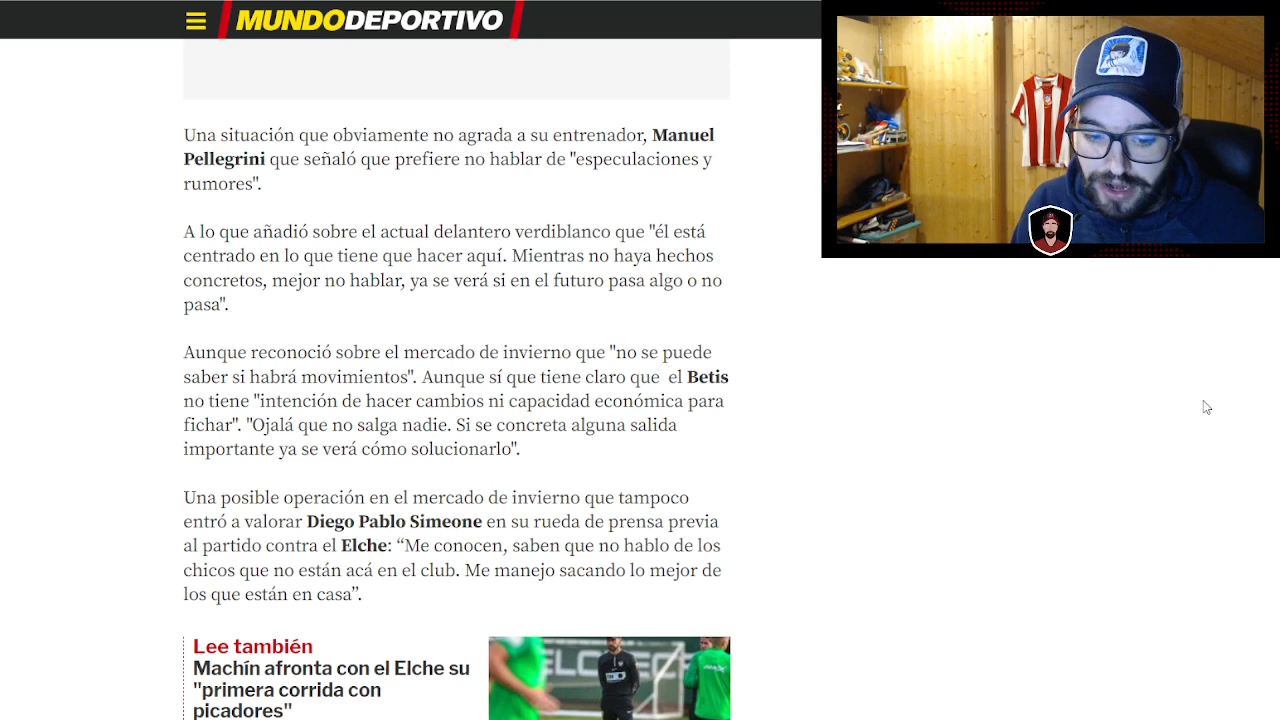 MUNDODEPORTIVO
Una situación que obviamente no agrada a su entrenador, Manuel
Pellegrini que señaló que prefiere no hablar de "especulaciones y
rumores".
A lo que añadió sobre el actual delantero verdiblanco que "él está
centrado en lo que tiene que hacer aquí. Mientras no haya hechos
concretos, mejor no hablar, ya se verá si en el futuro pasa algo o no
pasa".
Aunque reconoció sobre el mercado de invierno que "no se puede
saber si habrá movimientos". Aunque sí que tiene claro que el Betis
no tiene "intención de hacer cambios ni capacidad económica para
fichar". "Ojalá que no salga nadie. Si se concreta alguna salida
importante ya se verá cómo solucionarlo".
Una posible operación en el mercado de invierno que tampoco
entró a valorar Diego Pablo Simeone en su rueda de prensa previa
al partido contra el Elche: “Me conocen, saben que no hablo de los
chicos que no están acá en el club. Me manejo sacando lo mejor de
los que están en casa”.
Lee también
Machín afronta con el Elche su
"primera corrida con
picadores"